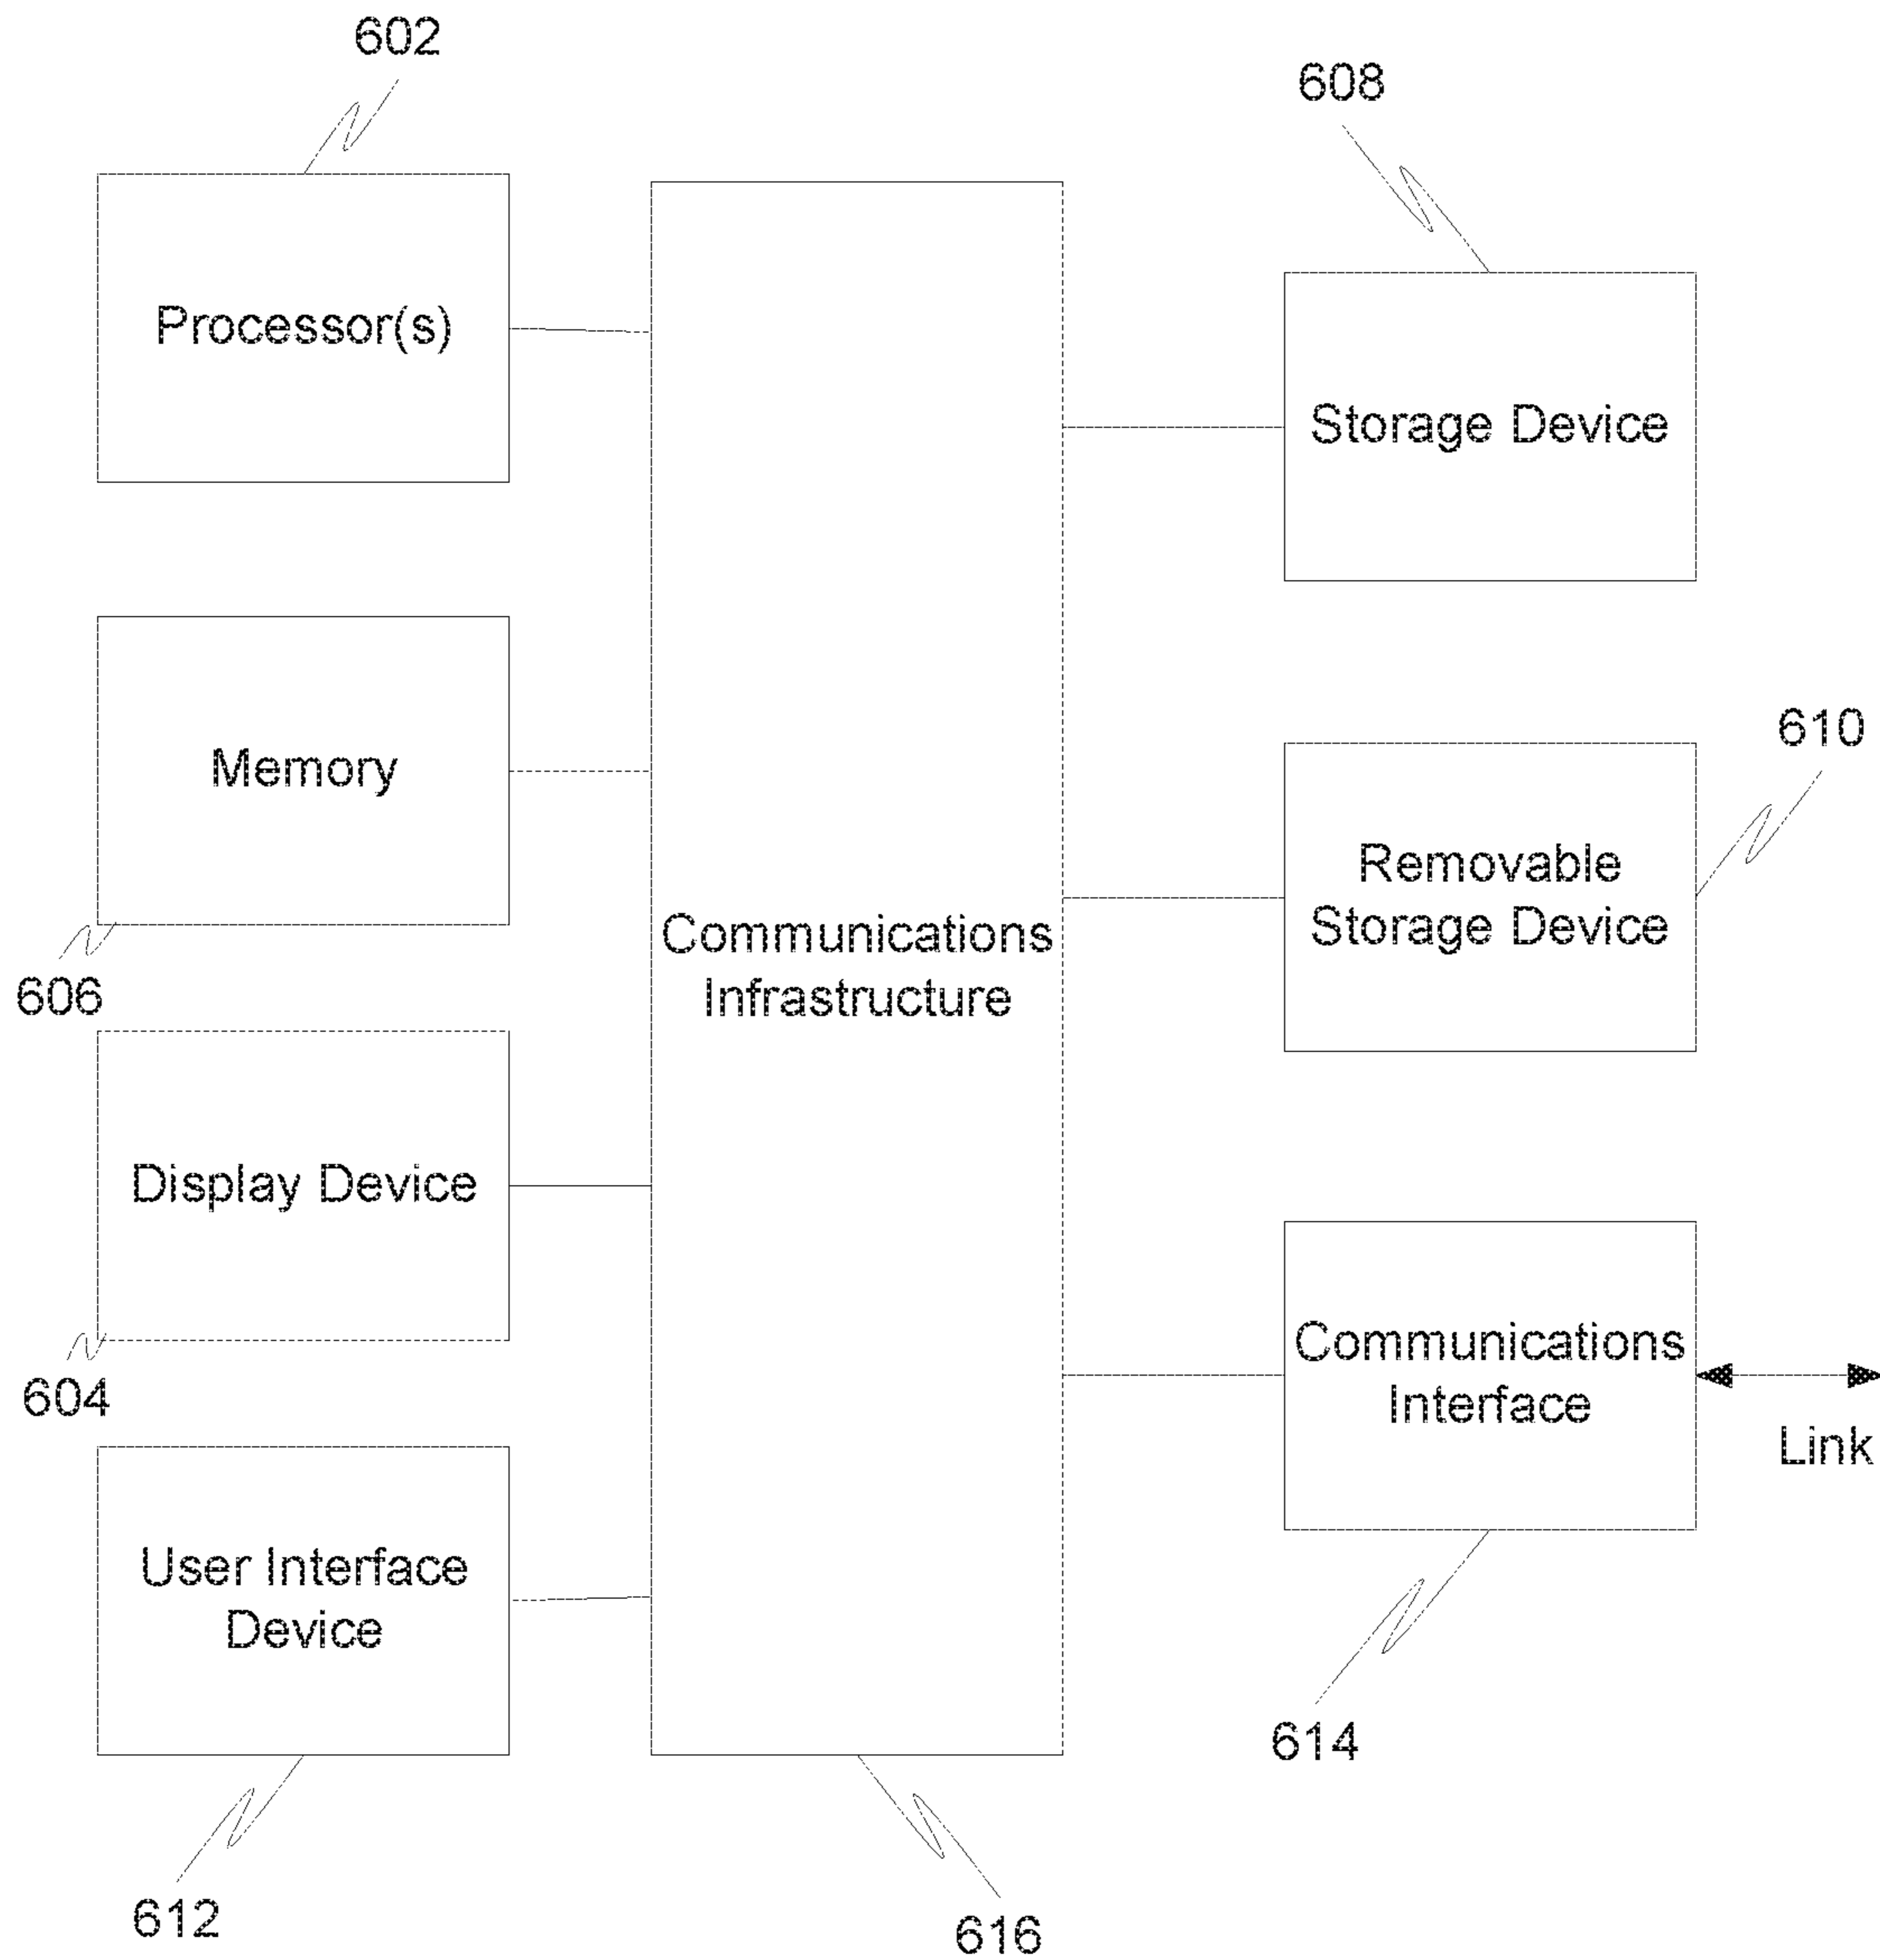 602
608
Processor(s)
Storage Device
Memory
610
Removable
Storage Device
Communications
Infrastructure
606
Display Device
Communications
Interface
604
Link
User Interface
Device
614
612
616